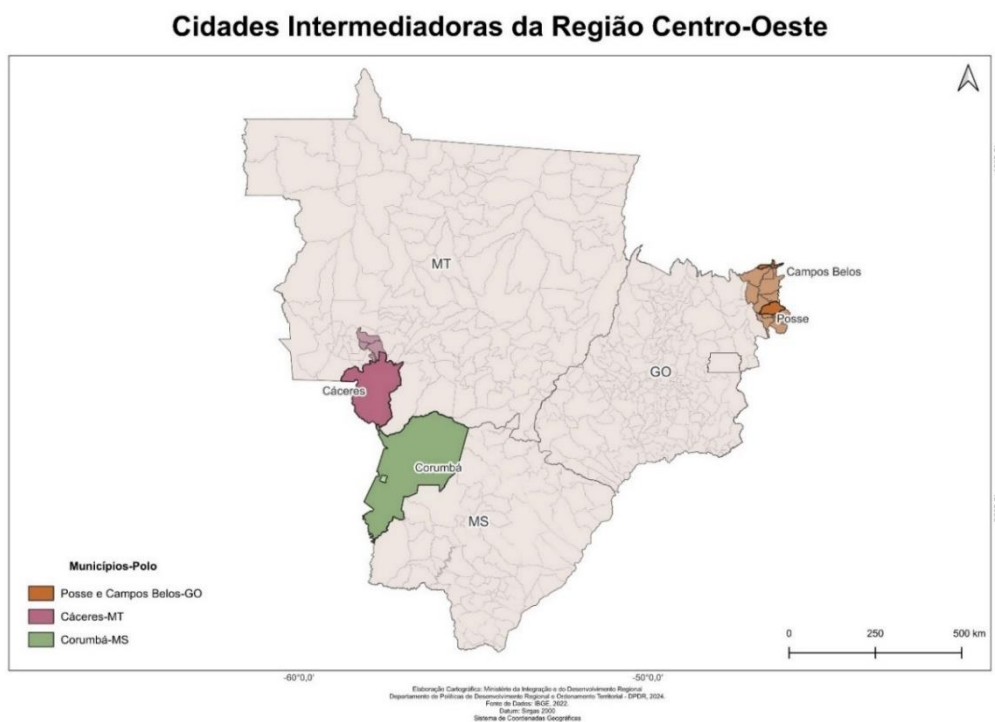 Cidades Intermediadoras da Região Centro-Oeste
MT
Campos Belos
Posse
GO
Cáceres
Corumbá
MS
Municípios-Polo
Posse e Campos Belos-GO
Cáceres-MT
Corumbá-MS
0 250 500 km
-60°0,0' -50°0,0'
Elaboração Cartográfica: Ministério da Integração e do Desenvolvimento Regional
Departamento de Políticas de Desenvolvimento Regional e Ordenamento Territorial - DPDR, 2024.
Fonte de Dados: IBGE, 2022.
Datum: Sirgas 2000
Sistema de Coordenadas Geográficas